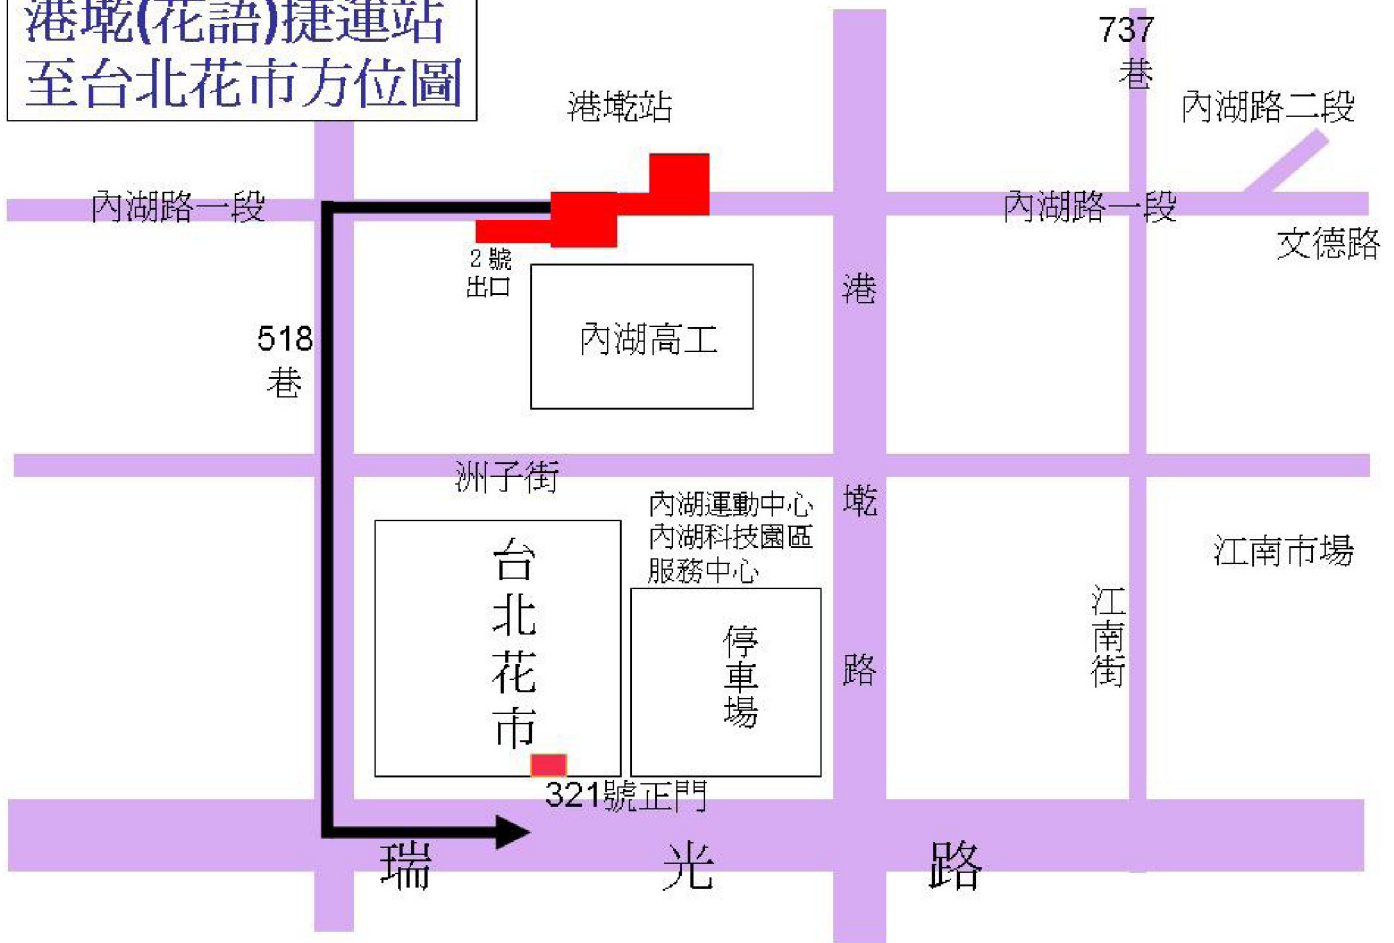 港墘(花語)捷運站
至台北花市方位圖
737
巷
港墘站
內湖路二段
內湖路一段
內湖路一段
文德路
2號
出口
港墘路
518
巷
內湖高工
洲子街
內湖運動中心
內湖科技園區
服務中心
台北花市
停車場
江南市場
江南街
321號正門
瑞光路